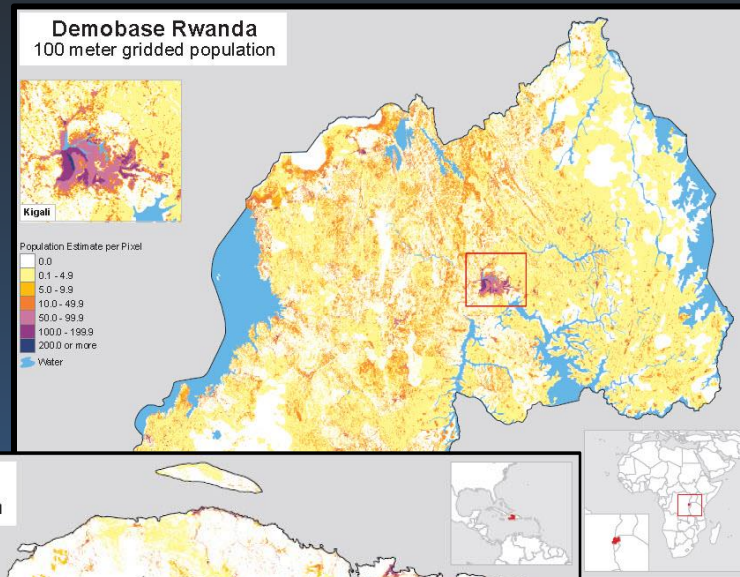 Demobase Rwanda
100 meter gridded population
Kigali
Population Estimate per Pixel
0.0
0.1 - 4.9
5.0 - 9.9
10.0 - 49.9
50.0 - 99.9
100.0 - 199.9
200.0 or more
Water